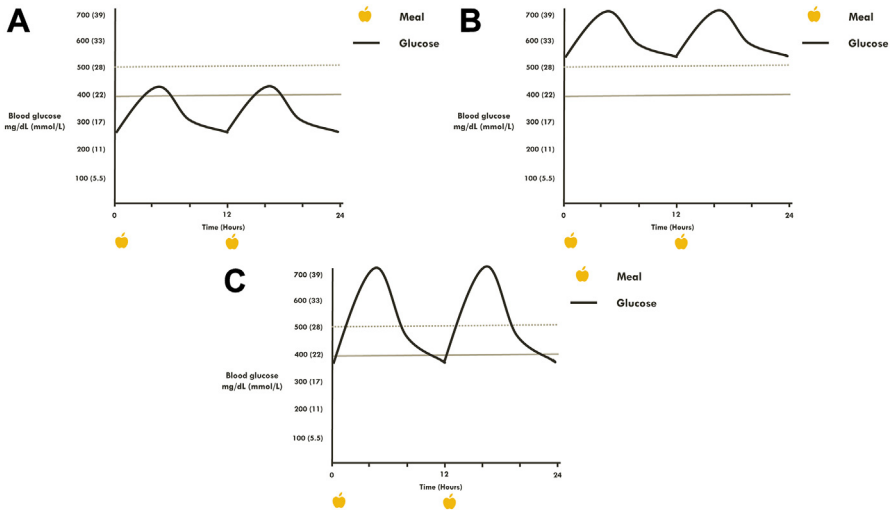 A
700 (39)
600 (33)
500 (28)
400 (22)
300 (17)
200 (11)
100 (5.5)
Blood glucose
mg/dL (mmol/L)
0
12
24
Time (Hours)
Meal
Glucose
B
700 (39)
600 (33)
500 (28)
400 (22)
300 (17)
200 (11)
100 (5.5)
Blood glucose
mg/dL (mmol/L)
0
12
24
Time (Hours)
Meal
Glucose
C
700 (39)
600 (33)
500 (28)
400 (22)
300 (17)
200 (11)
100 (5.5)
Blood glucose
mg/dL (mmol/L)
0
12
24
Time (Hours)
Meal
Glucose